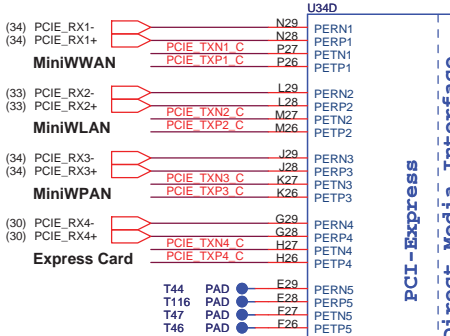 U34D
(34) PCIE_RX1- N29 PERN1
(34) PCIE_RX1+ N28 PERP1
PCIE_TXN1_C P27 PETN1
MiniWWAN PCIE_TXP1_C P26 PETP1
(33) PCIE_RX2- L29 PERN2
(33) PCIE_RX2+ L28 PERP2
PCIE_TXN2_C M27 PETN2
MiniWLAN PCIE_TXP2_C M26 PETP2
(34) PCIE_RX3- J29 PERN3
(34) PCIE_RX3+ J28 PERP3
PCIE_TXN3_C K27 PETN3
MiniWPAN PCIE_TXP3_C K26 PETP3
(30) PCIE_RX4- G29 PERN4
(30) PCIE_RX4+ G28 PERP4
PCIE_TXN4_C H27 PETN4
Express Card PCIE_TXP4_C H26 PETP4
T44 PAD E29 PERN5
T116 PAD E28 PERP5
T47 PAD F27 PETN5
T46 PAD F26 PETP5
PCI-Express
Direct Media Interface